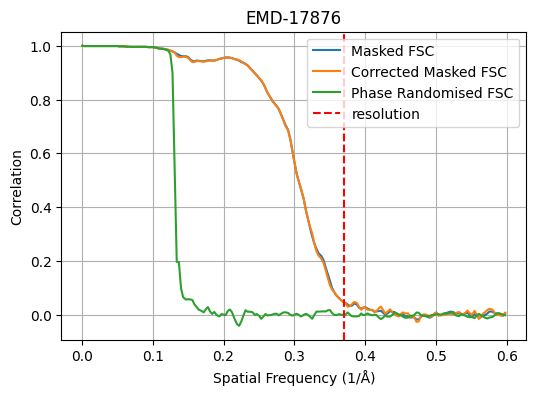 EMD-17876
Masked FSC
Corrected Masked FSC
Phase Randomised FSC
resolution
Correlation
1.0
0.8
0.6
0.4
0.2
0.0
0.0 0.1 0.2 0.3 0.4 0.5 0.6
Spatial Frequency (1/Å)